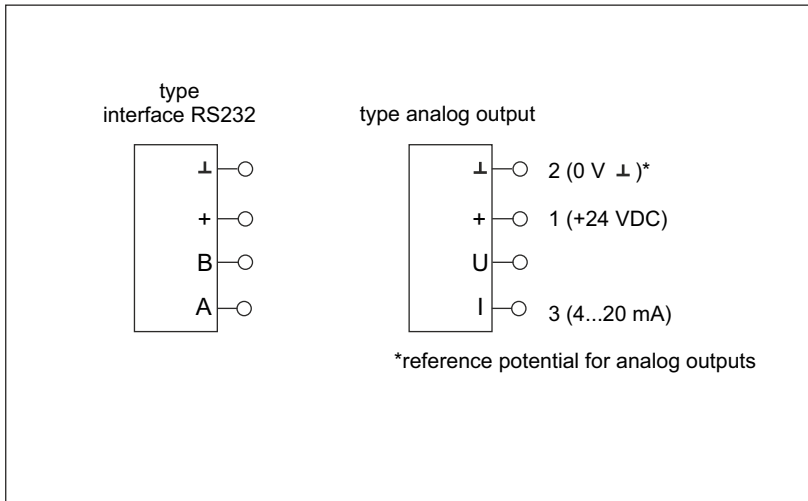 type
interface RS232
⊥
+
B
A
type analog output
⊥ 2 (0 V ⊥ )*
+ 1 (+24 VDC)
U
I 3 (4...20 mA)
*reference potential for analog outputs